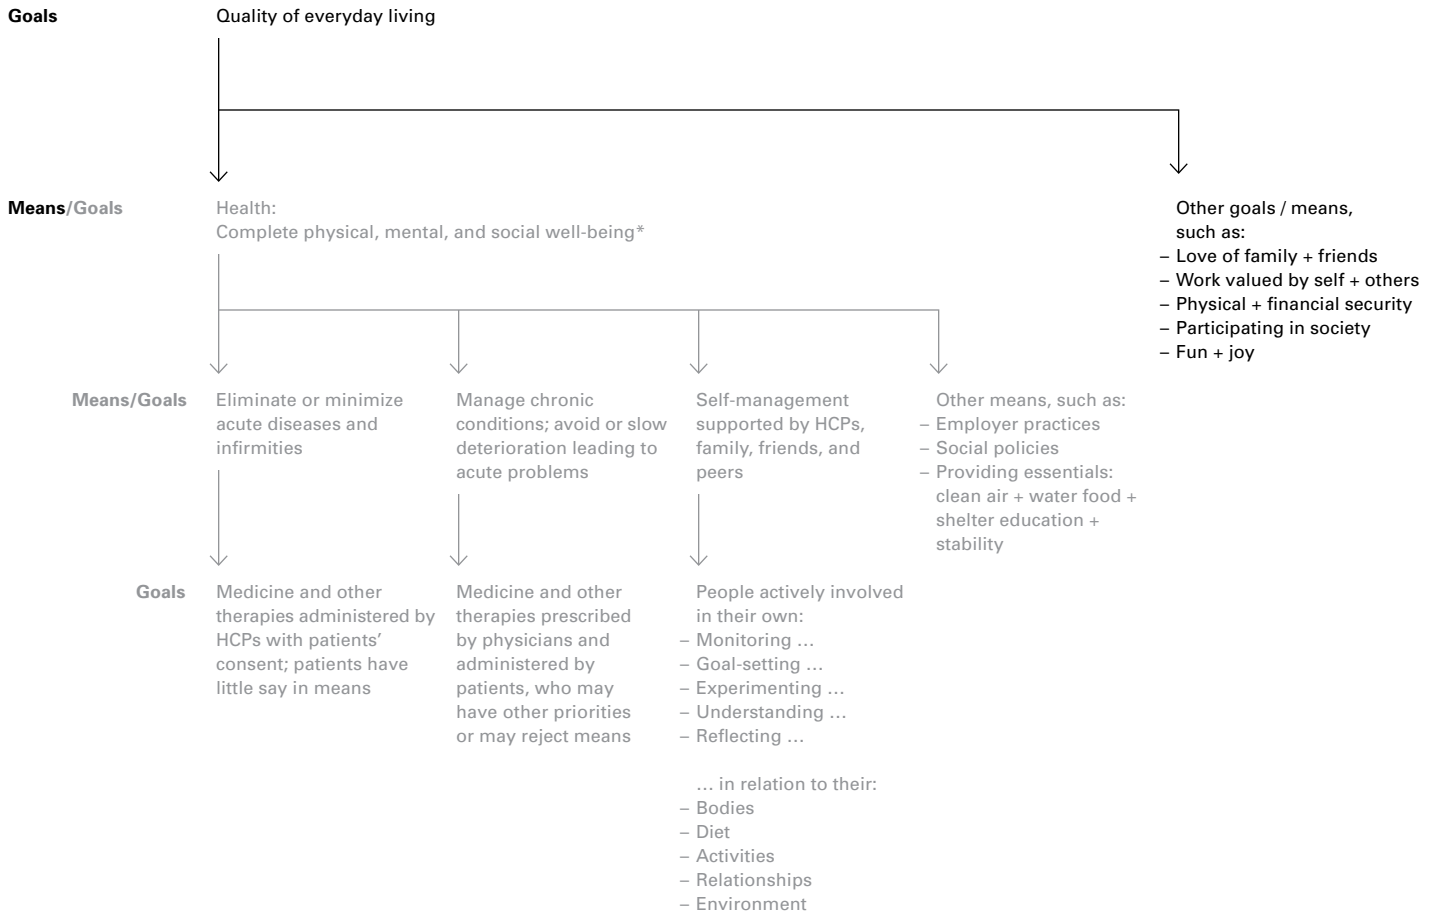 Goals
Quality of everyday living
Means/Goals
Health:
Complete physical, mental, and social well-being*
Other goals / means,
such as:
– Love of family + friends
– Work valued by self + others
– Physical + financial security
– Participating in society
– Fun + joy
Means/Goals
Eliminate or minimize
acute diseases and
infirmities
Manage chronic
conditions; avoid or slow
deterioration leading to
acute problems
Self-management
supported by HCPs,
family, friends, and
peers
Other means, such as:
– Employer practices
– Social policies
– Providing essentials:
clean air + water food +
shelter education +
stability
Goals
Medicine and other
therapies administered by
HCPs with patients’
consent; patients have
little say in means
Medicine and other
therapies prescribed
by physicians and
administered by
patients, who may
have other priorities
or may reject means
People actively involved
in their own:
– Monitoring …
– Goal-setting …
– Experimenting …
– Understanding …
– Reflecting …
… in relation to their:
– Bodies
– Diet
– Activities
– Relationships
– Environment